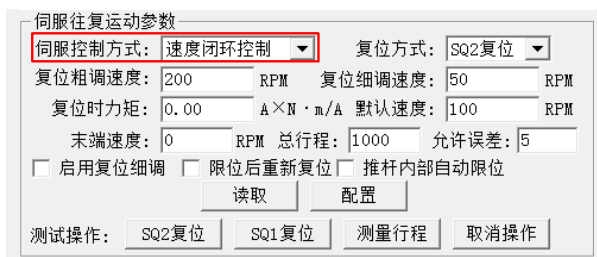 伺服往复运动参数
伺服控制方式: 速度闭环控制 复位方式: SQ2复位
复位粗调速度: 200 RPM 复位细调速度: 50 RPM
复位时力矩: 0.00 A×N·m/A 默认速度: 100 RPM
末端速度: 0 RPM 总行程: 1000 允许误差: 5
启用复位细调 限位后重新复位 推杆内部自动限位
读取 配置
测试操作: SQ2复位 SQ1复位 测量行程 取消操作